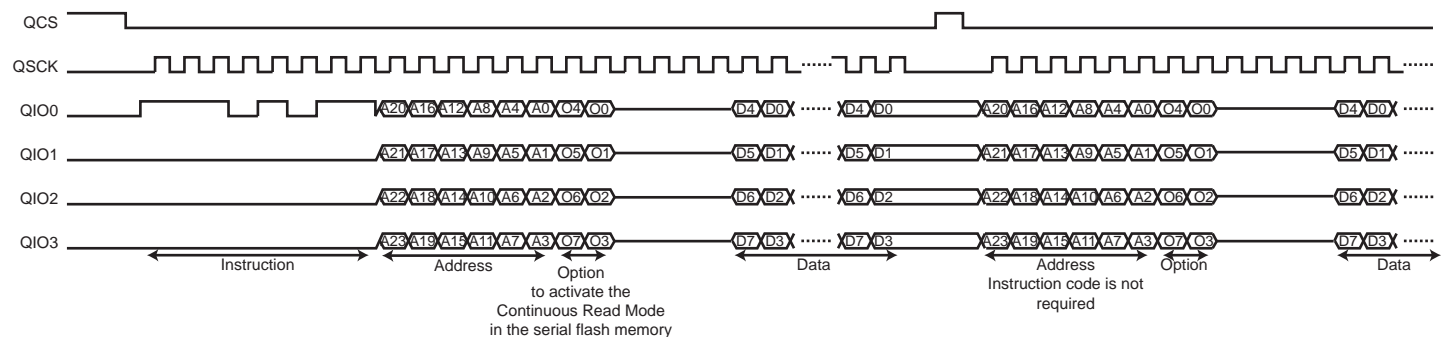 QCS
QSCK
QIO0 A20 A16 A12 A8 A4 A0 O4 O0 D4 D0 D4 D0 A20 A16 A12 A8 A4 A0 O4 O0 D4 D0
QIO1 A21 A17 A13 A9 A5 A1 O5 O1 D5 D1 D5 D1 A21 A17 A13 A9 A5 A1 O5 O1 D5 D1
QIO2 A22 A18 A14 A10 A6 A2 O6 O2 D6 D2 D6 D2 A22 A18 A14 A10 A6 A2 O6 O2 D6 D2
QIO3 A23 A19 A15 A11 A7 A3 O7 O3 D7 D3 D7 D3 A23 A19 A15 A11 A7 A3 O7 O3 D7 D3
Instruction
Address
Option
to activate the
Continuous Read Mode
in the serial flash memory
Data
Address
Instruction code is not
required
Option
Data